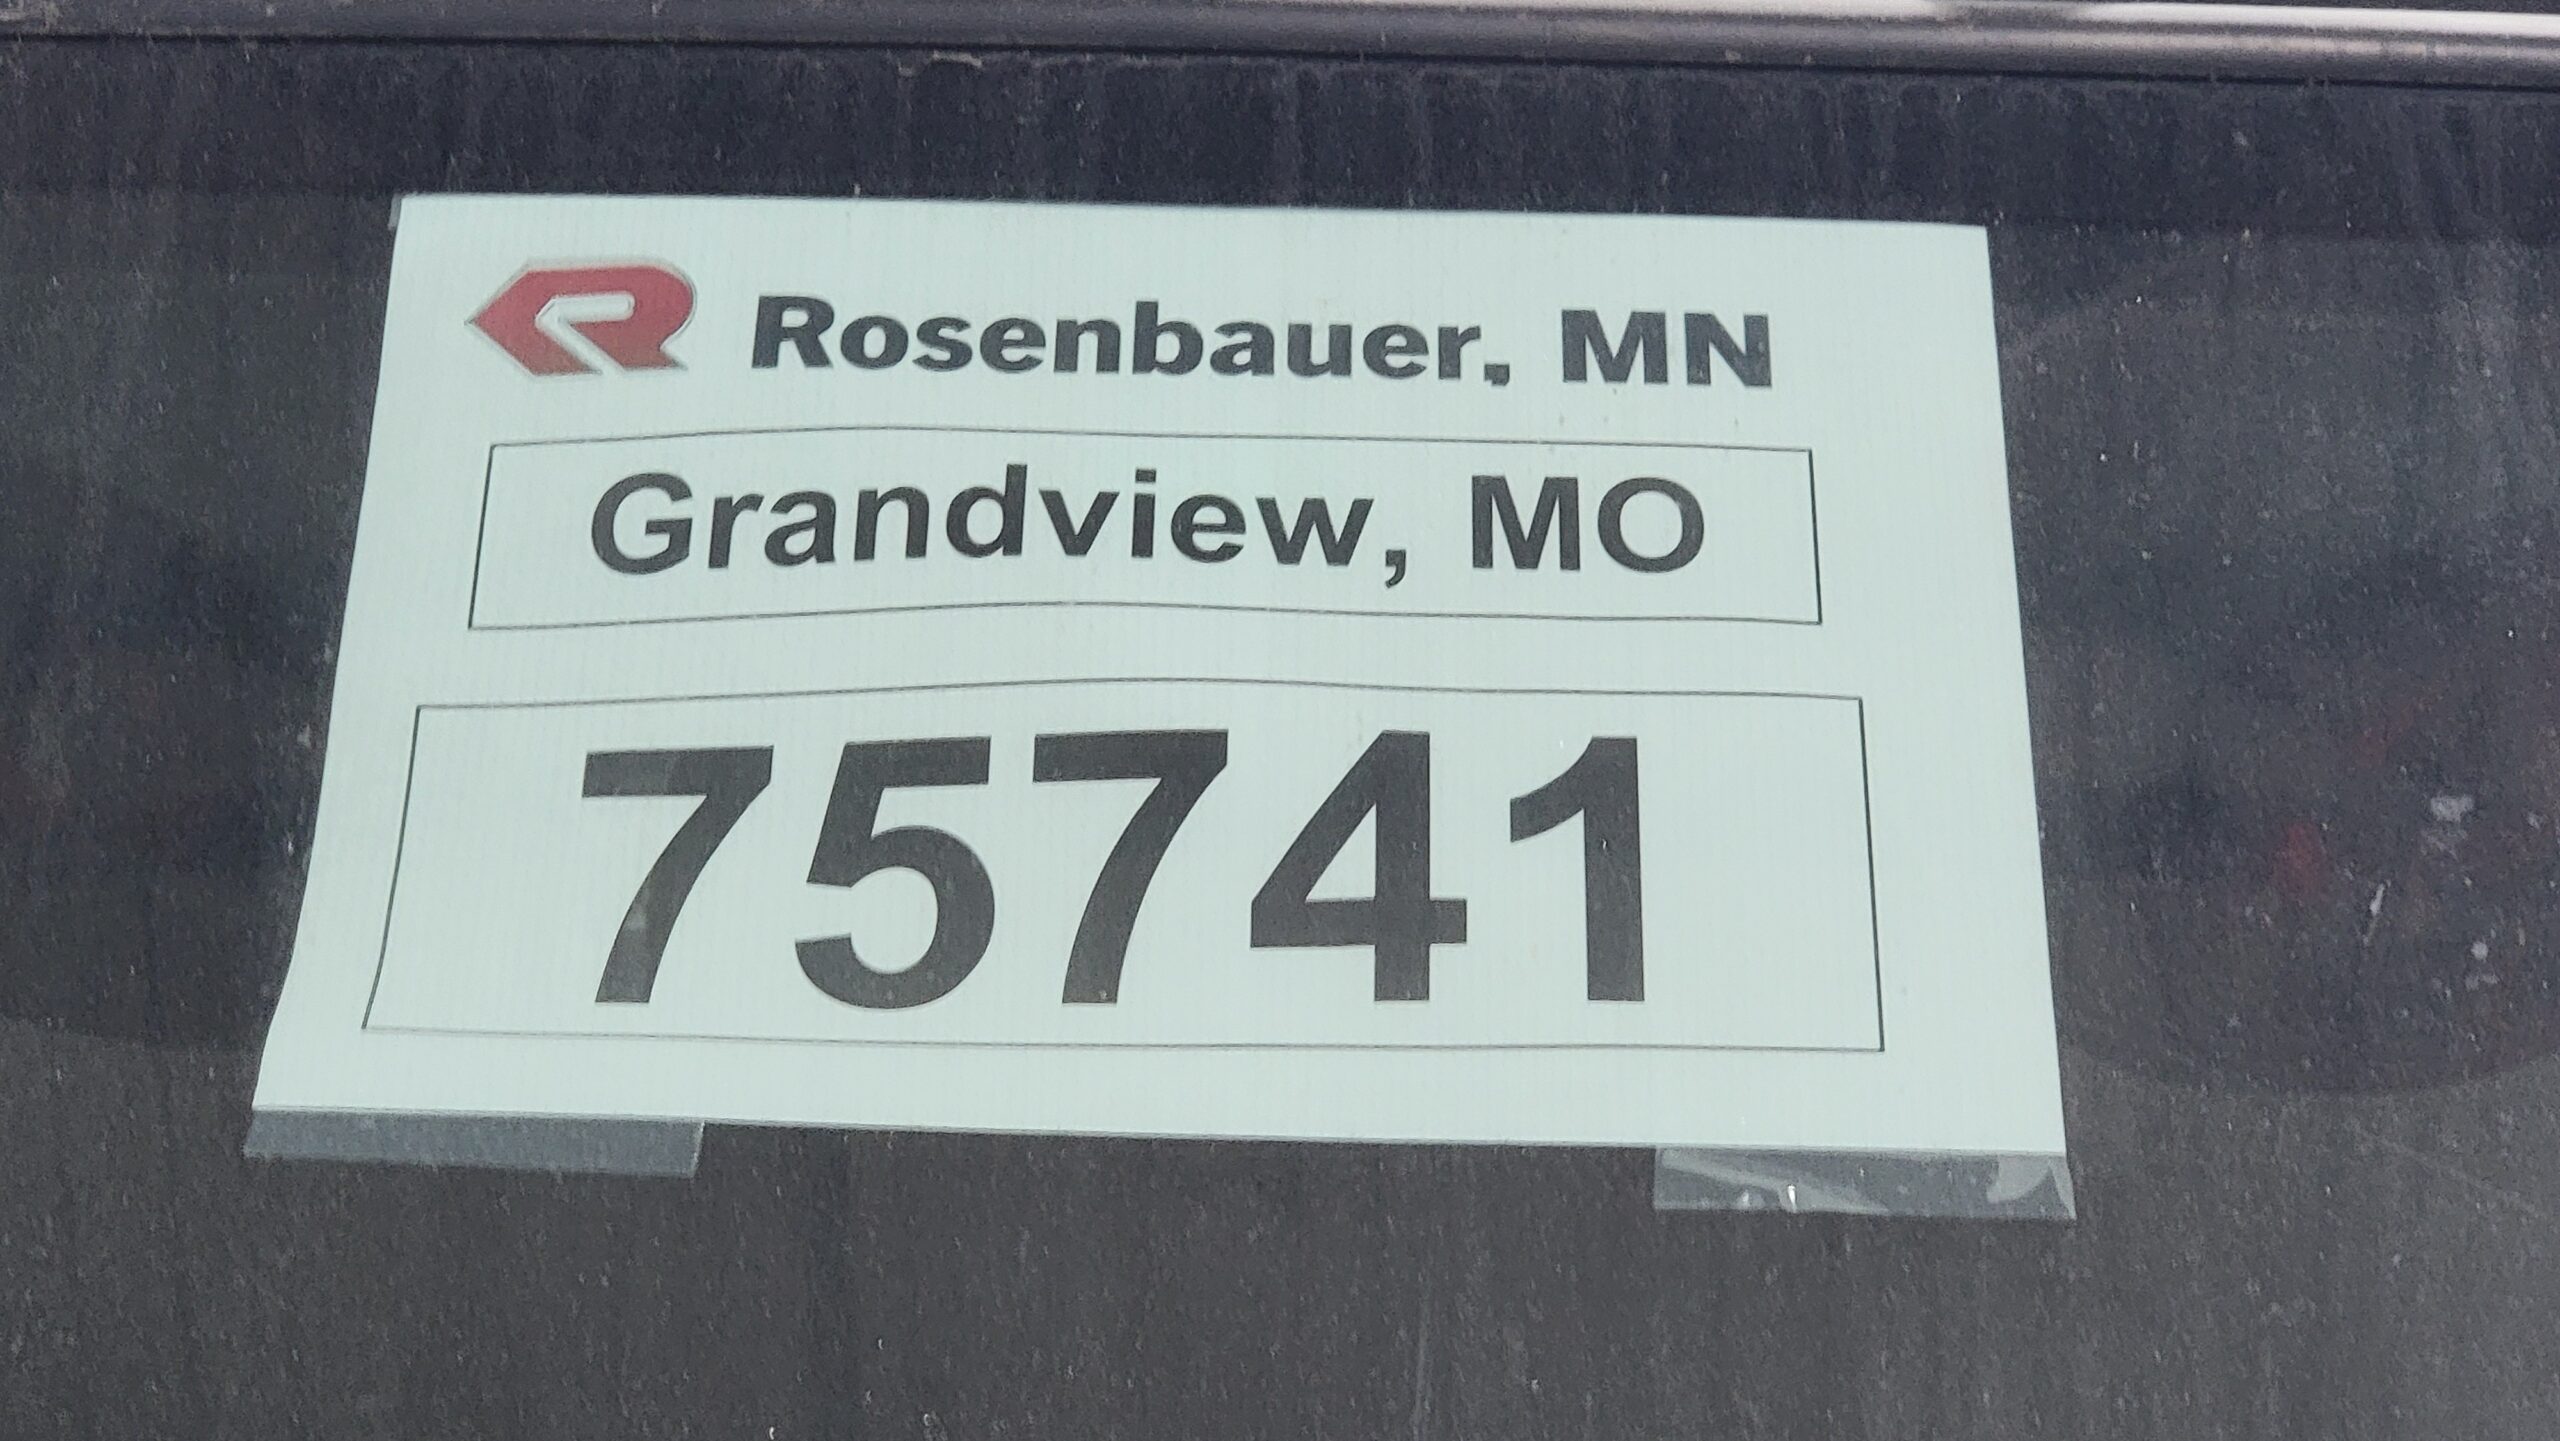 Rosenbauer, MN
Grandview, MO
75741